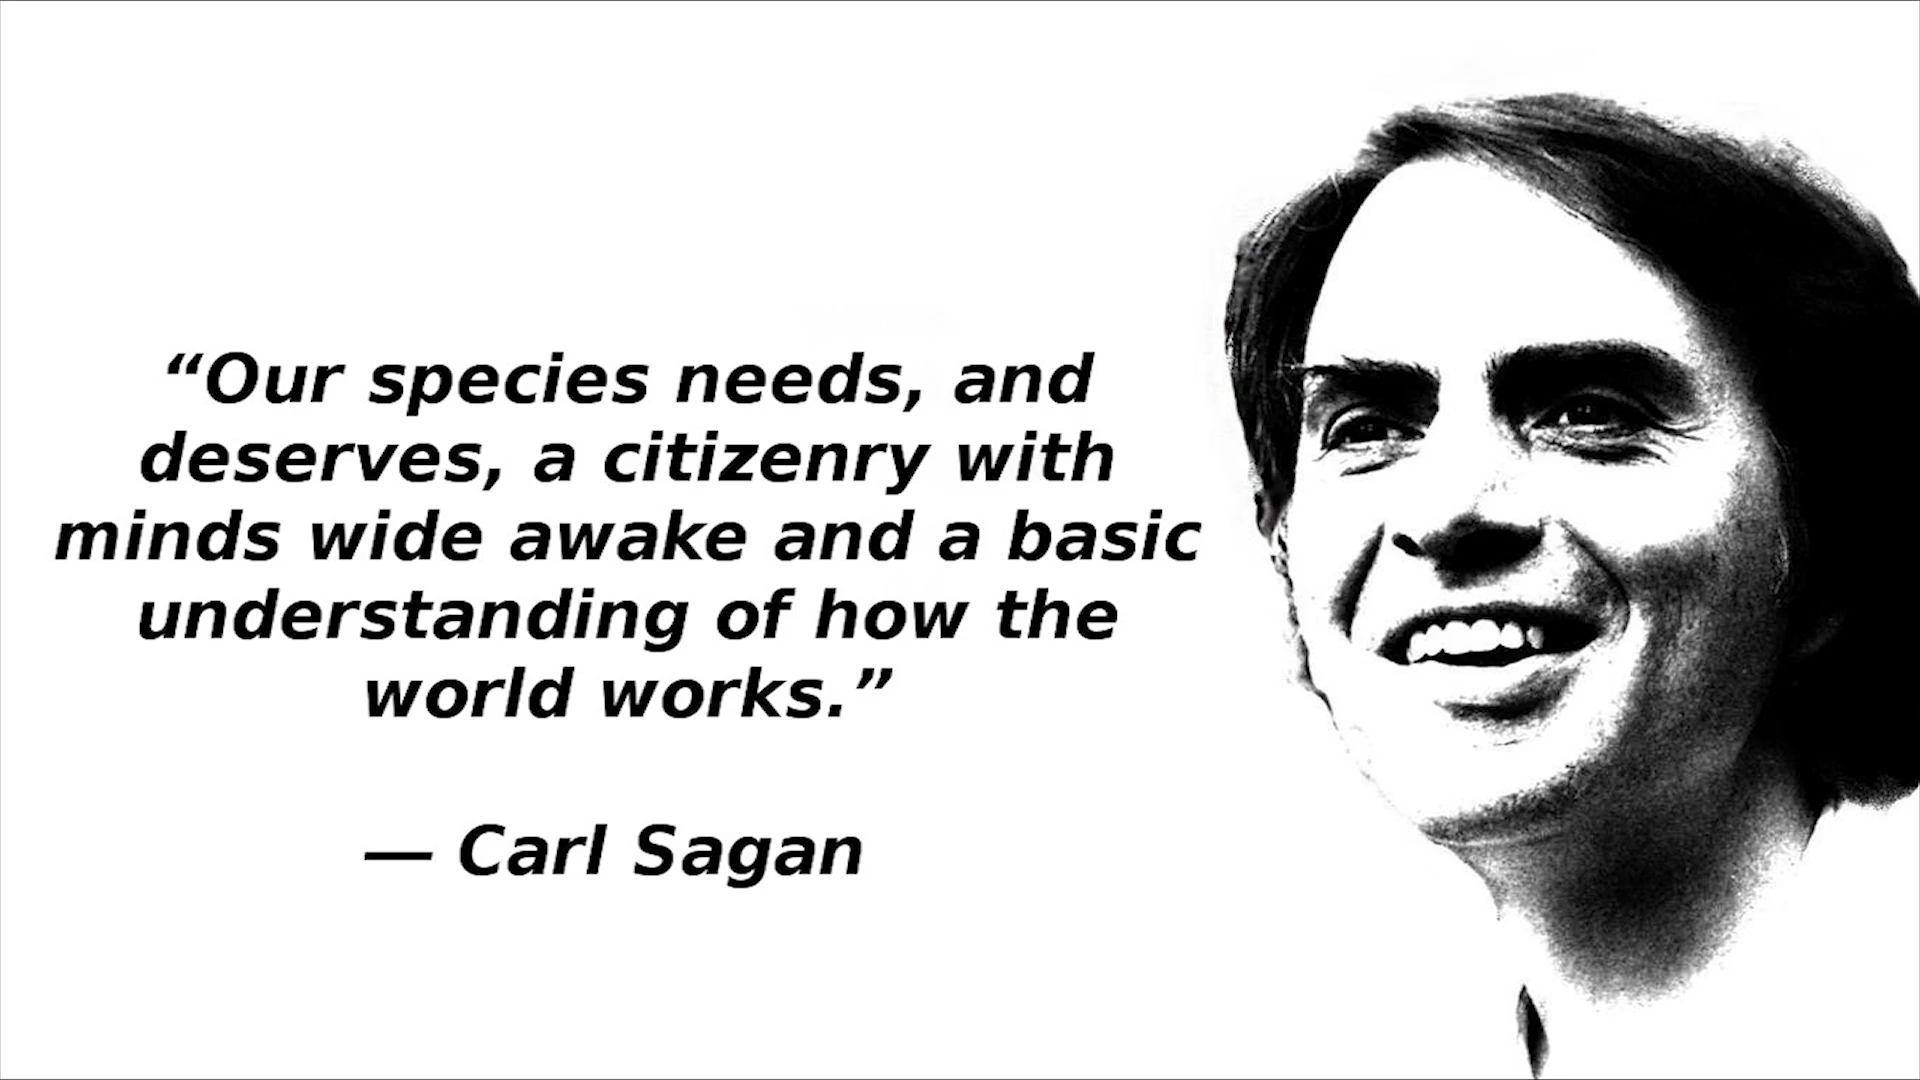 “Our species needs, and
deserves, a citizenry with
minds wide awake and a basic
understanding of how the
world works.”
— Carl Sagan